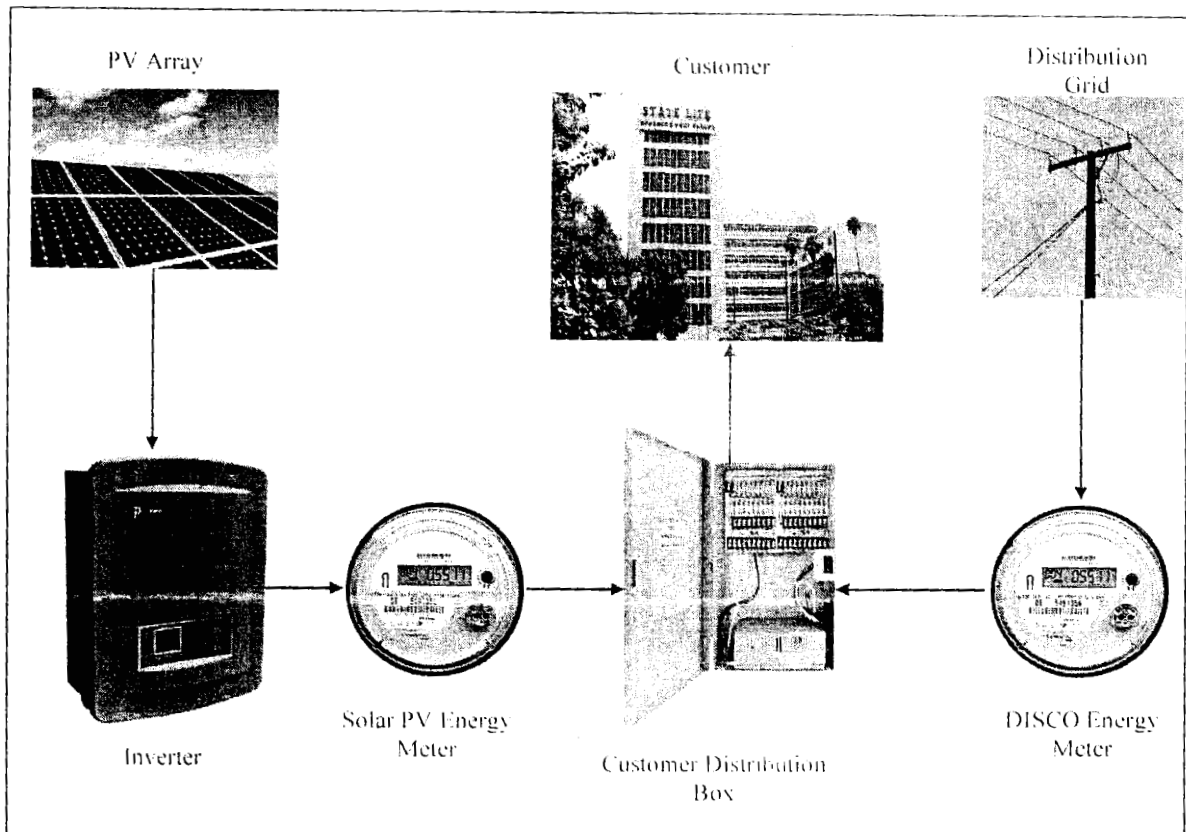 PV Array
Customer
Distribution
Grid
STATE LIFE
Solar PV Energy
Meter
DISCO Energy
Meter
Inverter
Customer Distribution
Box